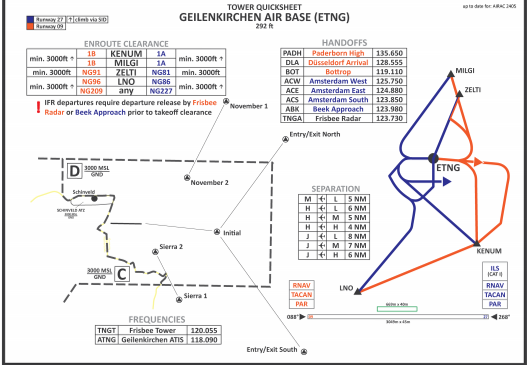 TOWER QUICKSHEET
GEILENKIRCHEN AIR BASE (ETNG)
292 ft
up to date for: AIRAC 2405
Runway 27 ↑ climb via SID
Runway 09
ENROUTE CLEARANCE
min. 3000ft ↑ 1B KENUM 1A min. 3000ft ↑
1B MILGI 1A
min. 3000ft ↑ NG91 ZELTI NG81 min. 3000ft
min. 3000ft ↑ NG96 LNO NG86 min. 3000ft ↑
NG209 any NG227
! IFR departures require departure release by Frisbee
Radar or Beek Approach prior to takeoff clearance
HANDOFFS
PADH Paderborn High 135.650
DLA Düsseldorf Arrival 128.555
BOT Bottrop 119.110
ACW Amsterdam West 125.750
ACE Amsterdam East 124.880
ACS Amsterdam South 123.850
ABK Beek Approach 123.980
TNGA Frisbee Radar 123.730
MILGI
ZELTI
ETNG
KENUM
LNO
November 1
Entry/Exit North
November 2
D 3000 MSL
GND
Schinveld
Initial
Sierra 2
3000 MSL
GND C
Sierra 1
Entry/Exit South
SEPARATION
M L 5 NM
H L 6 NM
H M 5 NM
H H 4 NM
J L 8 NM
J M 7 NM
J H 6 NM
RNAV
TACAN
PAR
ILS
(CAT I)
RNAV
TACAN
PAR
088° 09 27 268°
FREQUENCIES
TNGT Frisbee Tower 120.055
ATNG Geilenkirchen ATIS 118.090